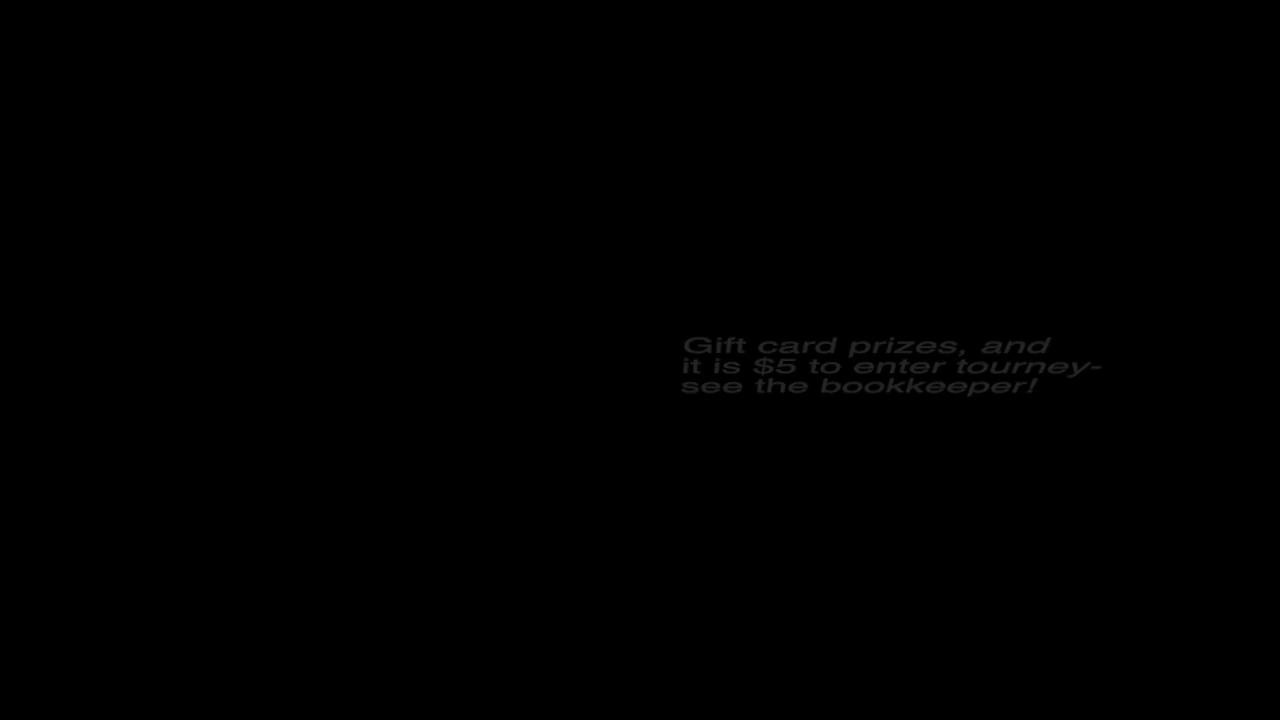 Gift card prizes, and
it is $5 to enter tourney-
see the bookkeeper!